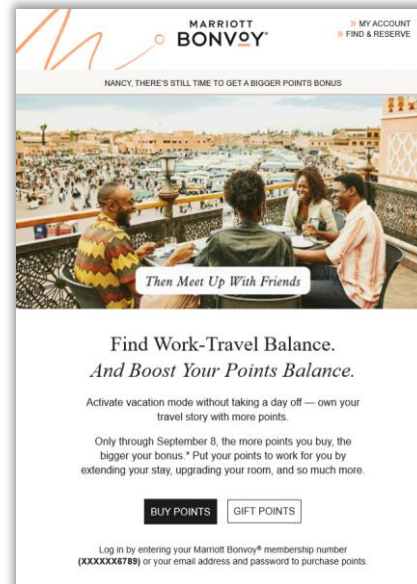 MARRIOTT
BONVOY®
» MY ACCOUNT
» FIND & RESERVE
NANCY, THERE'S STILL TIME TO GET A BIGGER POINTS BONUS
Then Meet Up With Friends
Find Work-Travel Balance.
And Boost Your Points Balance.
Activate vacation mode without taking a day off — own your
travel story with more points.
Only through September 8, the more points you buy, the
bigger your bonus.* Put your points to work for you by
extending your stay, upgrading your room, and so much more.
BUY POINTS
GIFT POINTS
Log in by entering your Marriott Bonvoy® membership number
(XXXXXX6789) or your email address and password to purchase points.